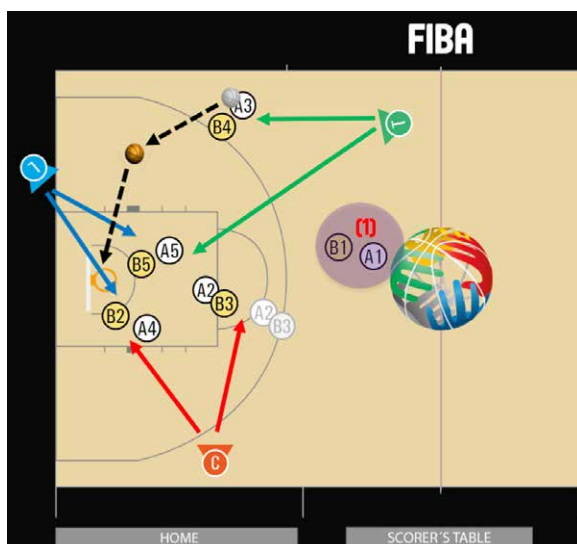 FIBA
A3
B4
T
L
(1)
B1
A1
A5
B5
A2
B3
B2
A4
A2
B3
C
HOME
SCORER´S TABLE